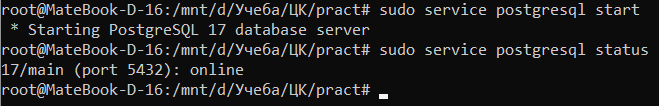 root@MateBook-D-16:/mnt/d/Учеба/ЦК/pract# sudo service postgresql start
 * Starting PostgreSQL 17 database server
root@MateBook-D-16:/mnt/d/Учеба/ЦК/pract# sudo service postgresql status
17/main (port 5432): online
root@MateBook-D-16:/mnt/d/Учеба/ЦК/pract#